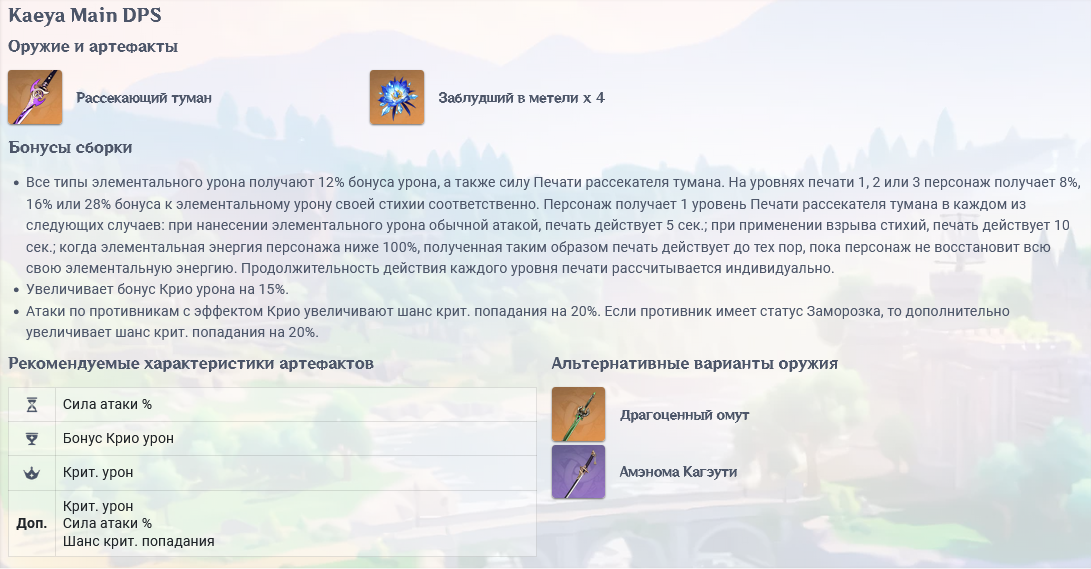 Kaeya Main DPS
Оружие и артефакты
Рассекающий туман
Заблудший в метели x 4
Бонусы сборки
• Все типы элементального урона получают 12% бонуса урона, а также силу Печати рассекателя тумана. На уровнях печати 1, 2 или 3 персонаж получает 8%,
16% или 28% бонуса к элементальному урону своей стихии соответственно. Персонаж получает 1 уровень Печати рассекателя тумана в каждом из
следующих случаев: при нанесении элементального урона обычной атакой, печать действует 5 сек.; при применении взрыва стихий, печать действует 10
сек.; когда элементальная энергия персонажа ниже 100%, полученная таким образом печать действует до тех пор, пока персонаж не восстановит всю
свою элементальную энергию. Продолжительность действия каждого уровня печати рассчитывается индивидуально.
• Увеличивает бонус Крио урона на 15%.
• Атаки по противникам с эффектом Крио увеличивают шанс крит. попадания на 20%. Если противник имеет статус Заморозка, то дополнительно
увеличивает шанс крит. попадания на 20%.
Рекомендуемые характеристики артефактов
Сила атаки %
Бонус Крио урон
Крит. урон
Доп.
Крит. урон
Сила атаки %
Шанс крит. попадания
Альтернативные варианты оружия
Драгоценный омут
Амэнома Кагэути